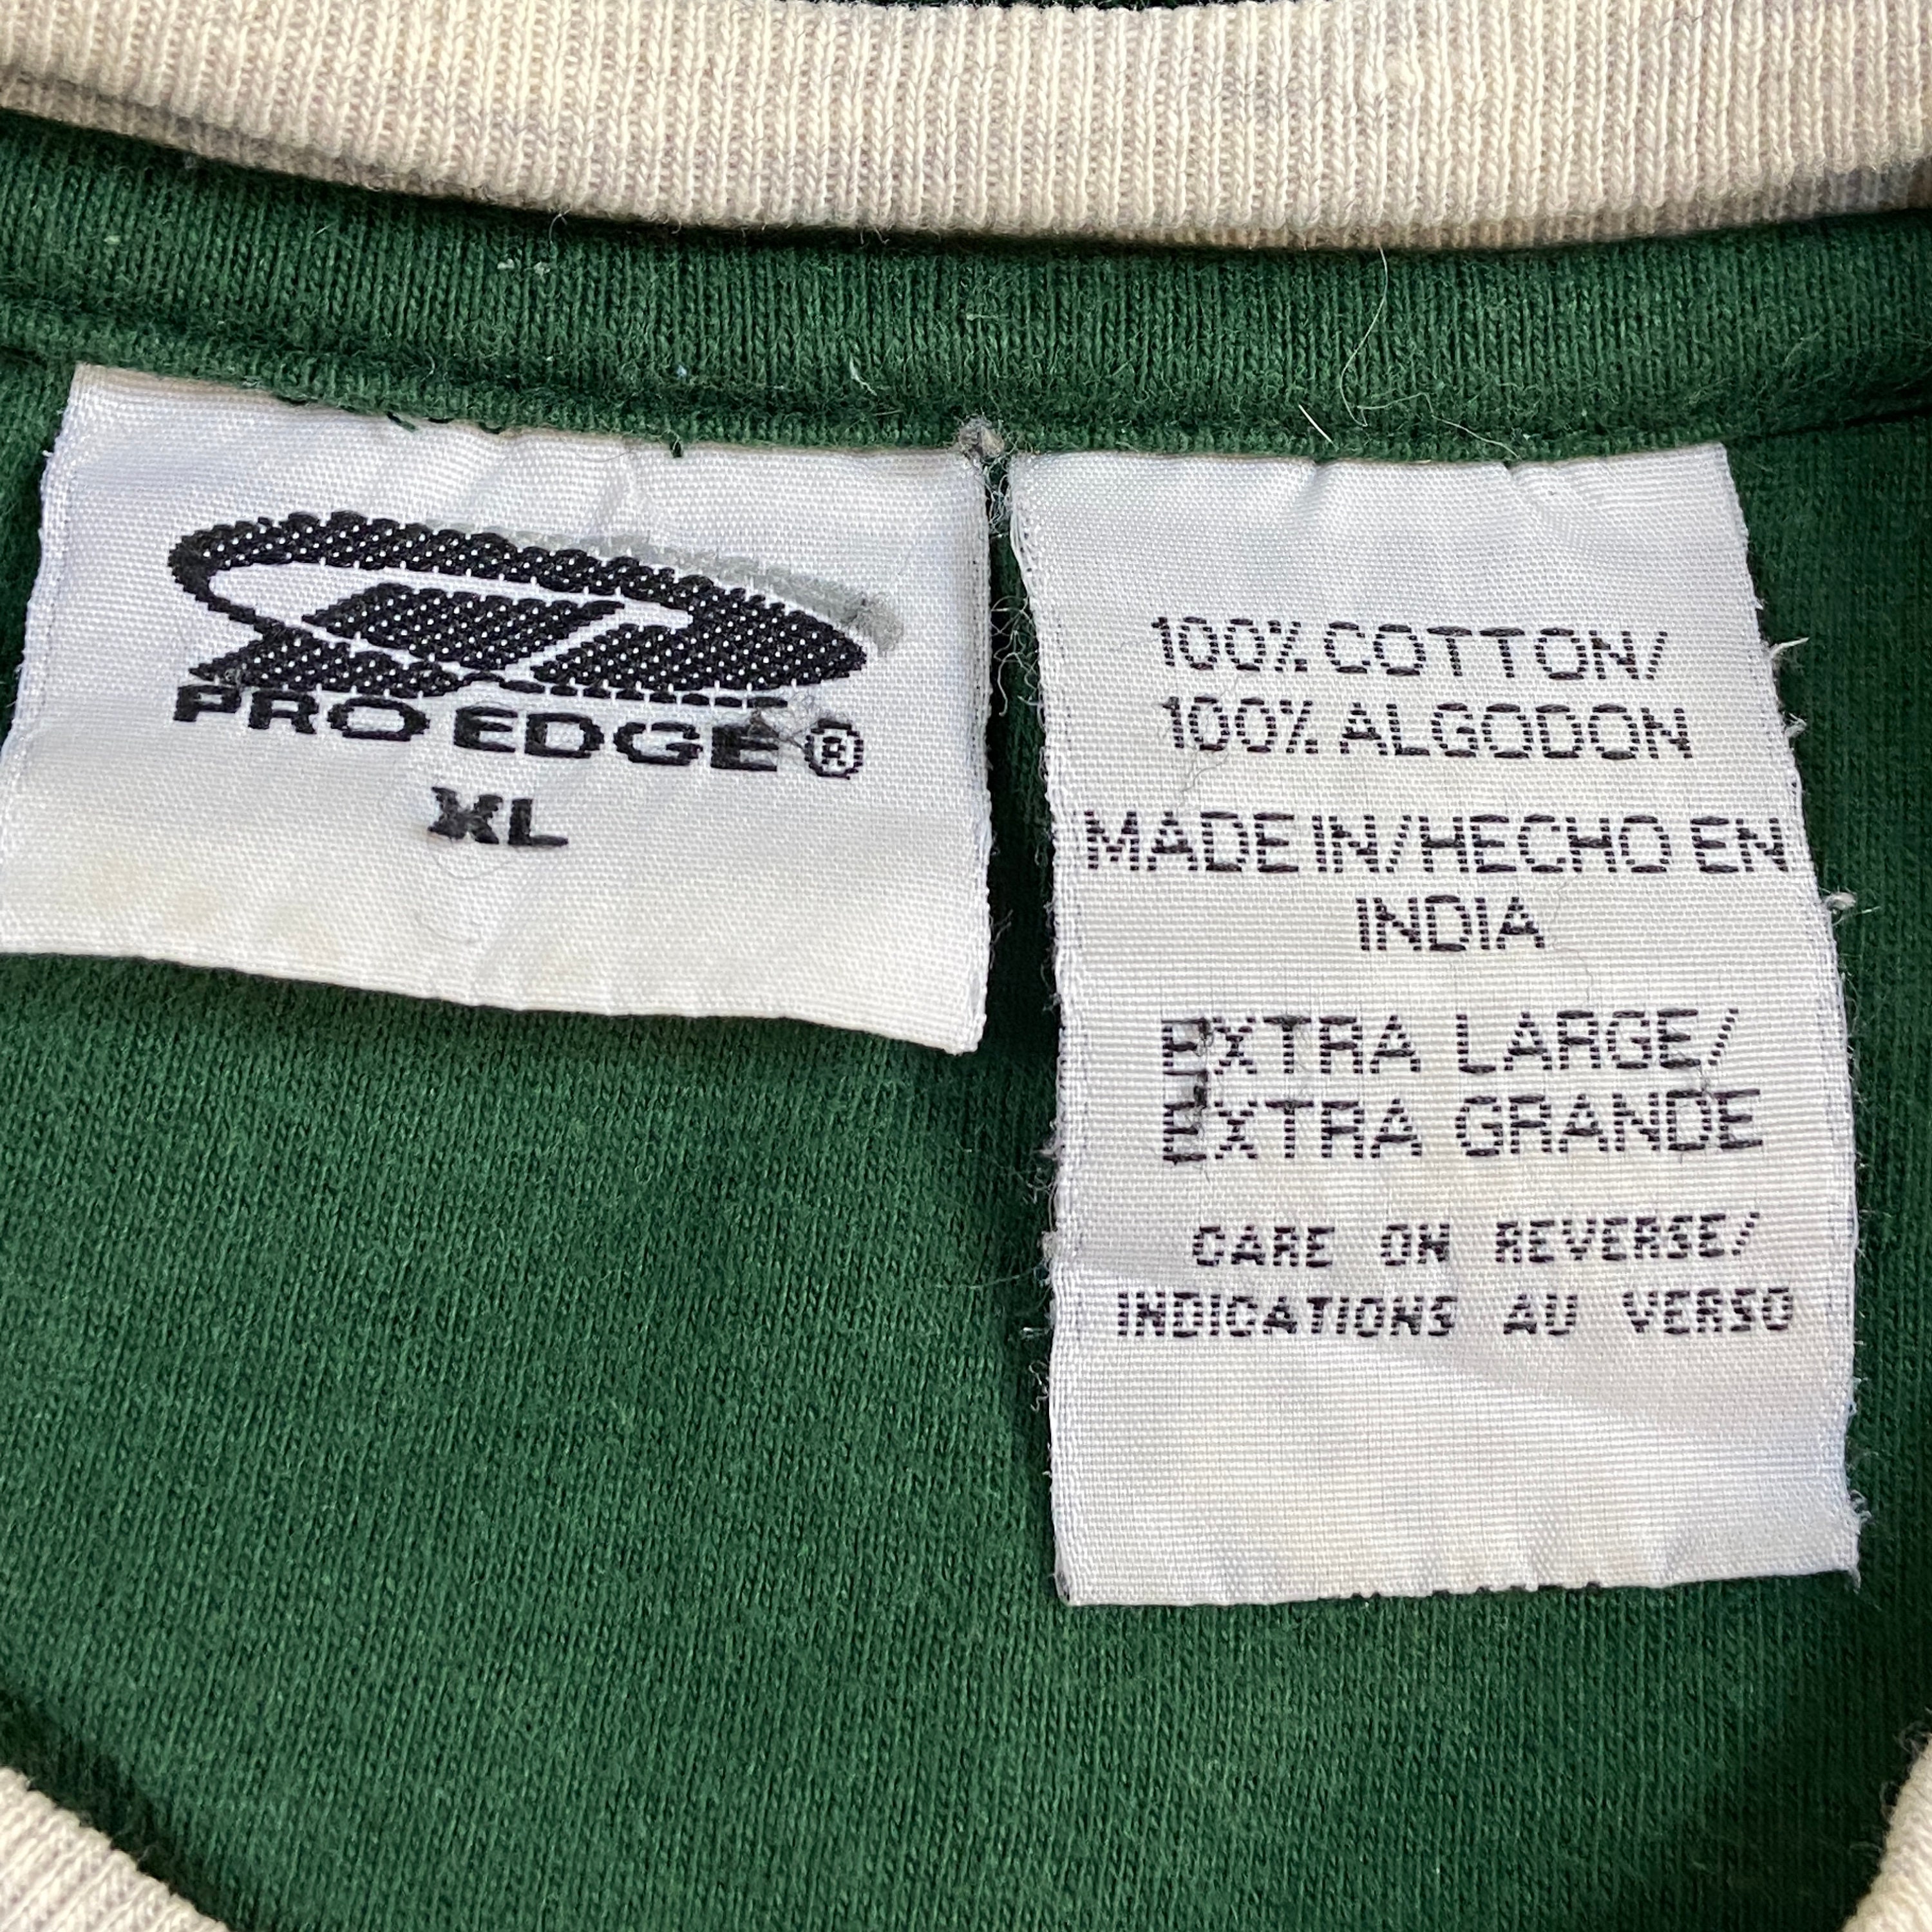 PRO EDGE®
XL
100% COTTON/
100% ALGODON
MADE IN/HECHO EN
INDIA
EXTRA LARGE/
EXTRA GRANDE
CARE ON REVERSE/
INDICATIONS AU VERSO